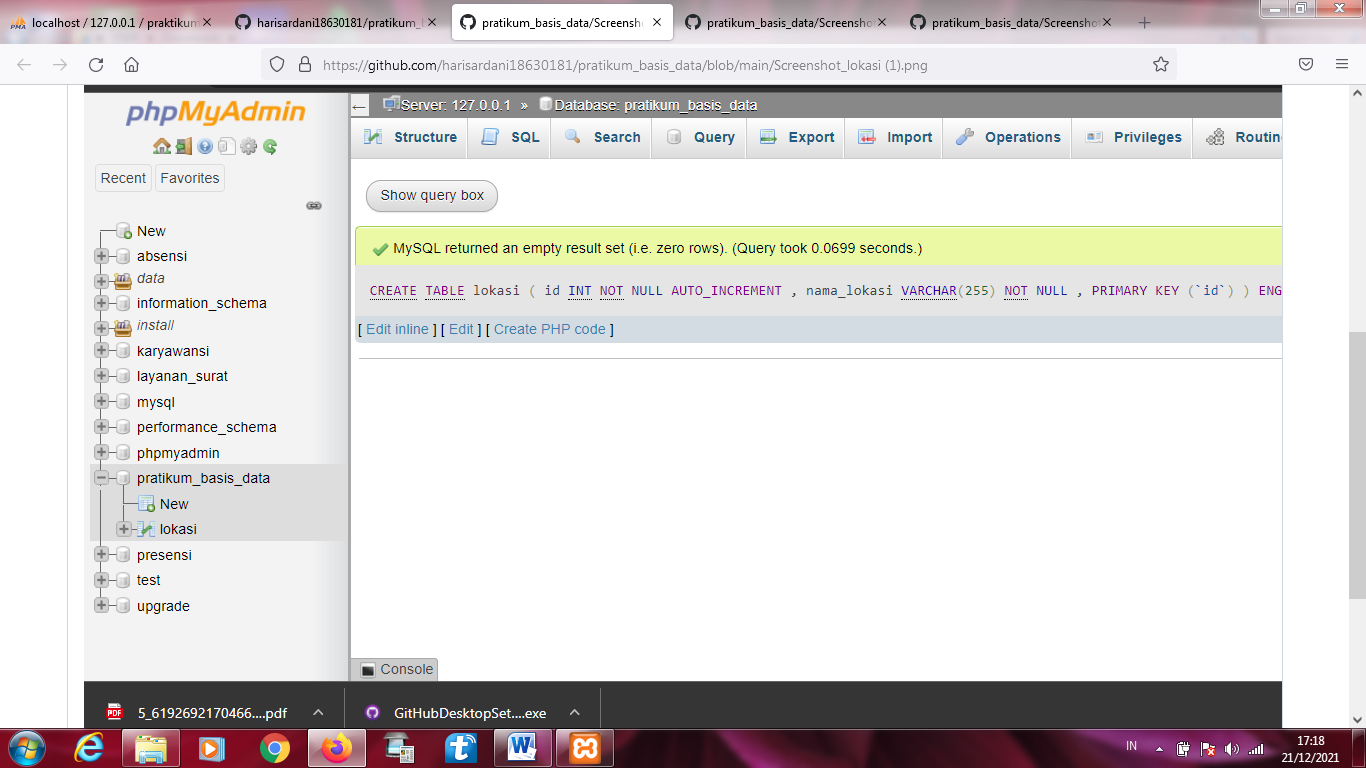 localhost / 127.0.0.1 / praktikum
harisardani18630181/pratikum_b
pratikum_basis_data/Screensho
pratikum_basis_data/Screenshot
pratikum_basis_data/Screenshot
https://github.com/harisardani18630181/pratikum_basis_data/blob/main/Screenshot_lokasi (1).png
phpMyAdmin
Recent
Favorites
New
absensi
data
information_schema
install
karyawansi
layanan_surat
mysql
performance_schema
phpmyadmin
pratikum_basis_data
New
lokasi
presensi
test
upgrade
Server: 127.0.0.1 » Database: pratikum_basis_data
Structure SQL Search Query Export Import Operations Privileges Routin
Show query box
MySQL returned an empty result set (i.e. zero rows). (Query took 0.0699 seconds.)
CREATE TABLE lokasi ( id INT NOT NULL AUTO_INCREMENT , nama_lokasi VARCHAR(255) NOT NULL , PRIMARY KEY (`id`) ) ENG
[ Edit inline ] [ Edit ] [ Create PHP code ]
Console
5_6192692170466....pdf
GitHubDesktopSet....exe
IN
17:18
21/12/2021